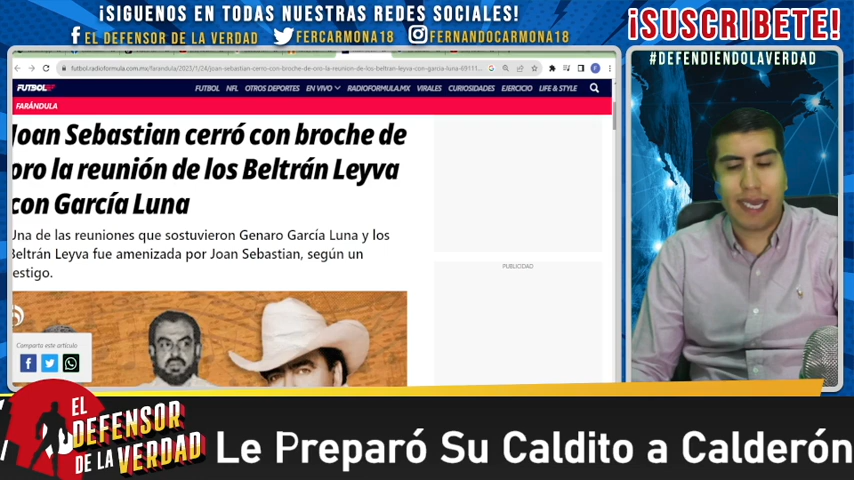 ¡SIGUENOS EN TODAS NUESTRAS REDES SOCIALES!
EL DEFENSOR DE LA VERDAD FERCARMONA18 FERNANDOCARMONA18
¡SUSCRIBETE!
#DEFENDIENDOLAVERDAD
FUTBOL NFL OTROS DEPORTES EN VIVO RADIOFORMULA.MX VIRALES CURIOSIDADES EJERCICIO LIFE & STYLE
FARÁNDULA
Joan Sebastian cerró con broche de
oro la reunión de los Beltrán Leyva
con García Luna
Una de las reuniones que sostuvieron Genaro García Luna y los
Beltrán Leyva fue amenizada por Joan Sebastian, según un
estigo.
PUBLICIDAD
Comparte este artículo
EL
DEFENSOR
DE LA VERDAD
Le Preparó Su Caldito a Calderón